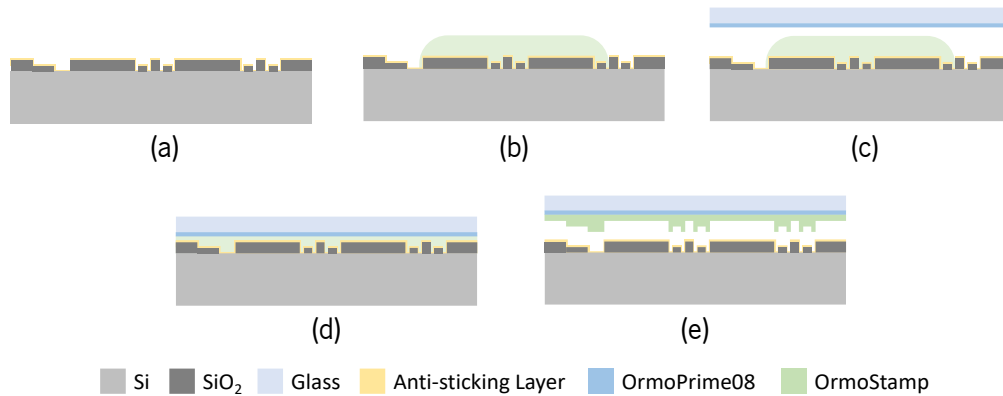 (a)
(b)
(c)
(d)
(e)
Si SiO₂ Glass Anti-sticking Layer OrmoPrime08 OrmoStamp